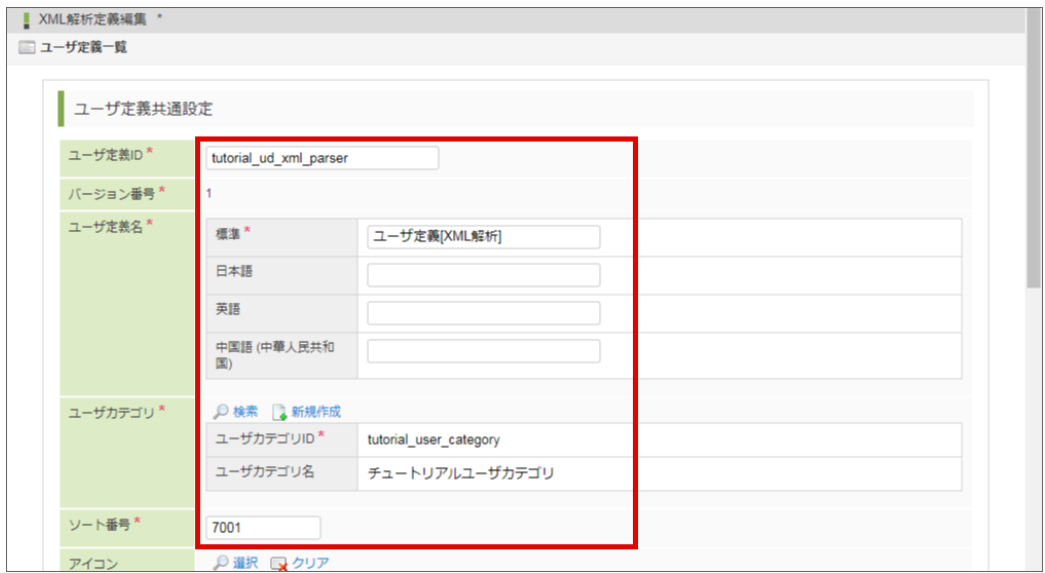 XML解析定義編集 *
ユーザ定義一覧
ユーザ定義共通設定
ユーザ定義ID *
tutorial_ud_xml_parser
バージョン番号 *
1
ユーザ定義名 *
標準 *
ユーザ定義[XML解析]
日本語
英語
中国語 (中華人民共和
国)
ユーザカテゴリ *
検索 新規作成
ユーザカテゴリID *
tutorial_user_category
ユーザカテゴリ名
チュートリアルユーザカテゴリ
ソート番号 *
7001
アイコン
選択 クリア